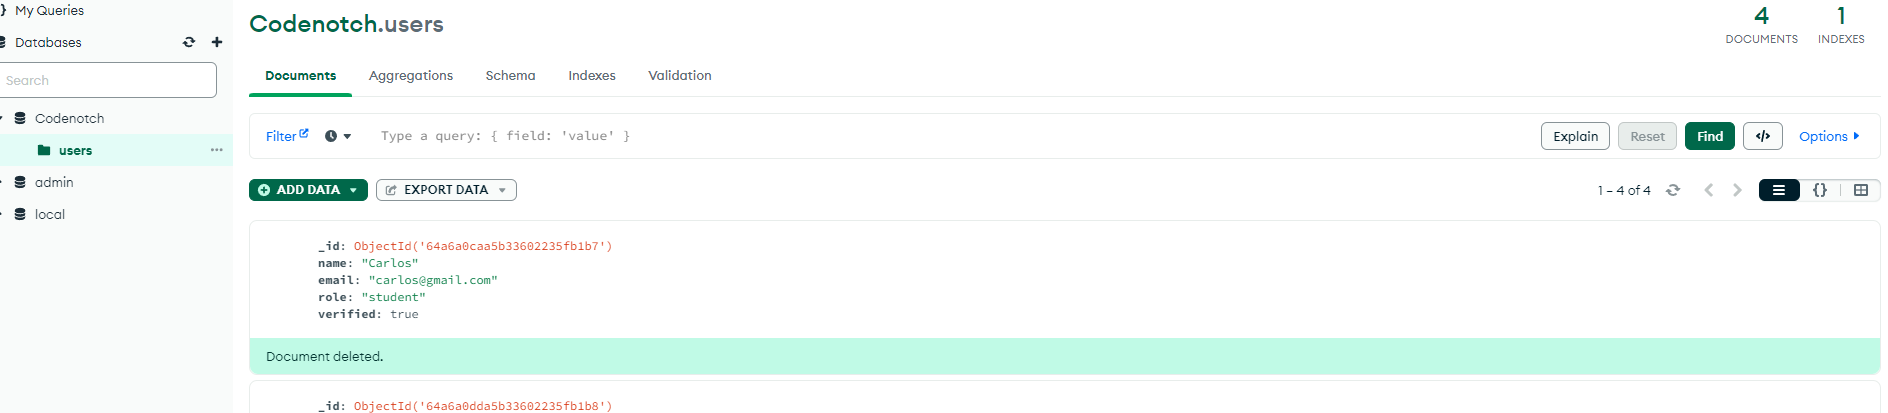 My Queries
Databases
Search
Codenotch
users
admin
local
Codenotch.users
4
DOCUMENTS
1
INDEXES
Documents Aggregations Schema Indexes Validation
Filter Type a query: { field: 'value' } Explain Reset Find </> Options
ADD DATA EXPORT DATA 1 – 4 of 4 {}
_id: ObjectId('64a6a0caa5b33602235fb1b7')
name: "Carlos"
email: "carlos@gmail.com"
role: "student"
verified: true
Document deleted.
_id: ObjectId('64a6a0dda5b33602235fb1b8')